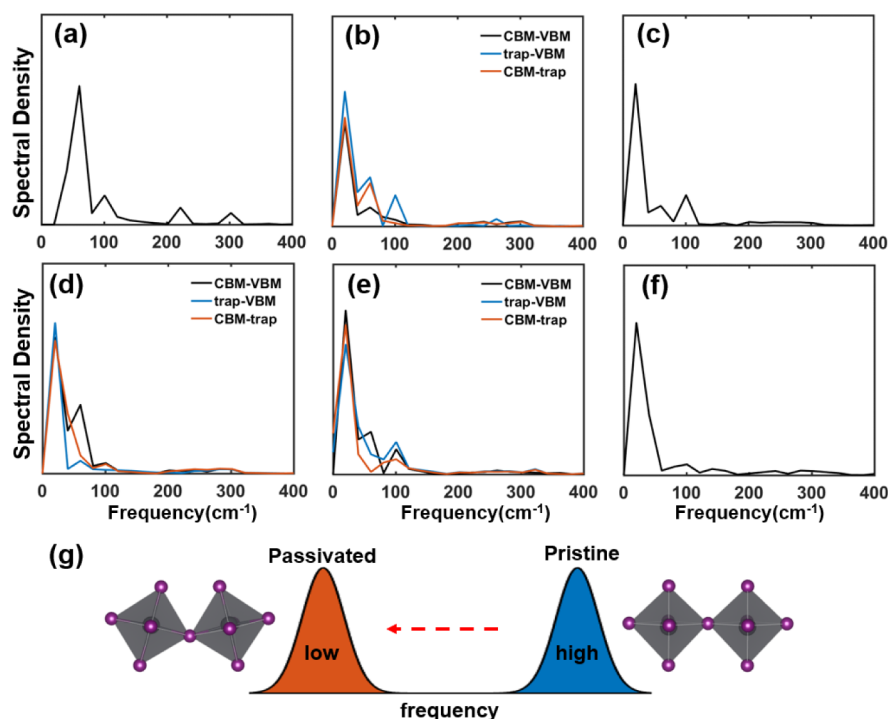 (a)
(b)
CBM-VBM
trap-VBM
CBM-trap
(c)
Spectral Density
0 100 200 300 400
0 100 200 300 400
0 100 200 300 400
(d)
CBM-VBM
trap-VBM
CBM-trap
(e)
CBM-VBM
trap-VBM
CBM-trap
(f)
Spectral Density
0 100 200 300 400
0 100 200 300 400
0 100 200 300 400
Frequency(cm⁻¹)
Frequency(cm⁻¹)
Frequency(cm⁻¹)
(g)
Passivated
Pristine
low
high
frequency